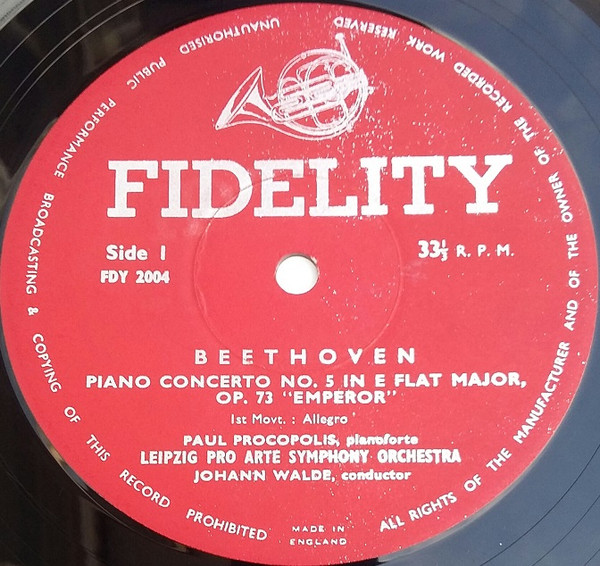 FIDELITY
Side 1
FDY 2004
33⅓ R. P. M.
BEETHOVEN
PIANO CONCERTO NO. 5 IN E FLAT MAJOR,
OP. 73 "EMPEROR"
1st Movt. : Allegro
PAUL PROCOPOLIS, pianoforte
LEIPZIG PRO ARTE SYMPHONY ORCHESTRA
JOHANN WALDE, conductor
MADE IN
ENGLAND
ALL RIGHTS OF THE MANUFACTURER AND OF THE OWNER OF THE RECORDED WORK RESERVED
UNAUTHORISED PUBLIC PERFORMANCE BROADCASTING & COPYING OF THIS RECORD PROHIBITED